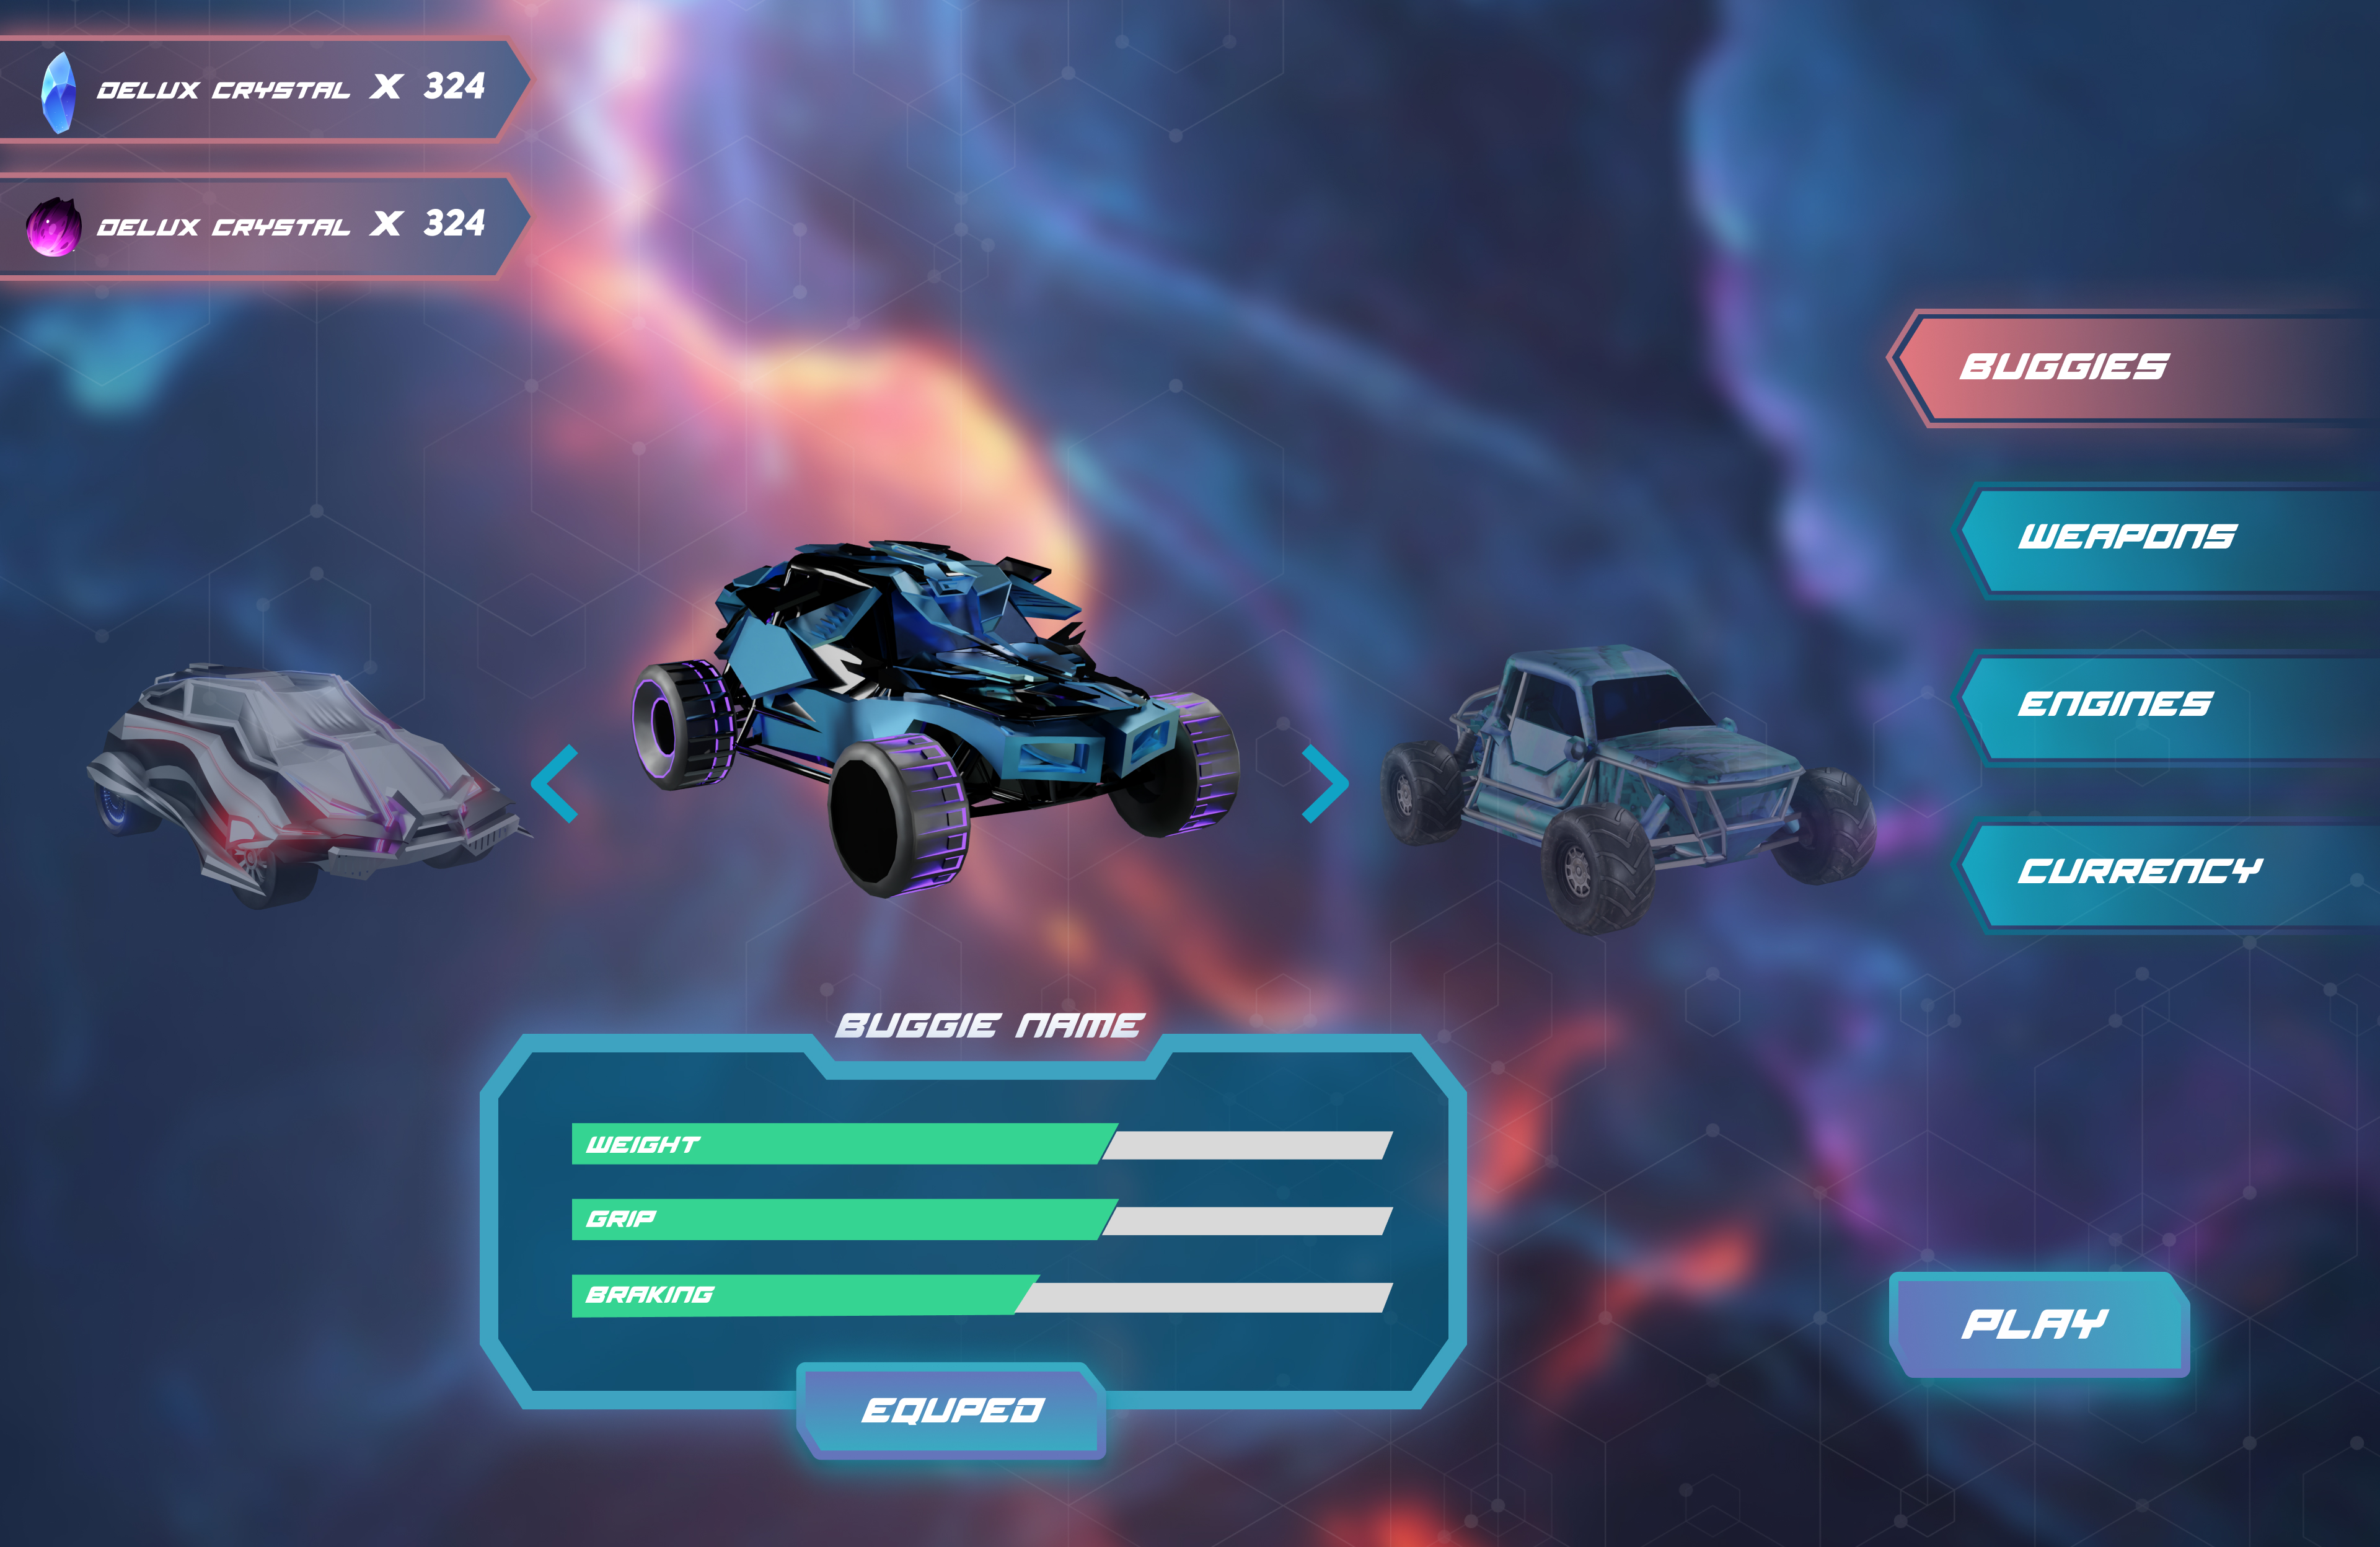 DELUX CRYSTAL X 324
DELUX CRYSTAL X 324
BUGGIES
WEAPONS
ENGINES
CURRENCY
BUGGIE NAME
WEIGHT
GRIP
BRAKING
EQUPED
PLAY